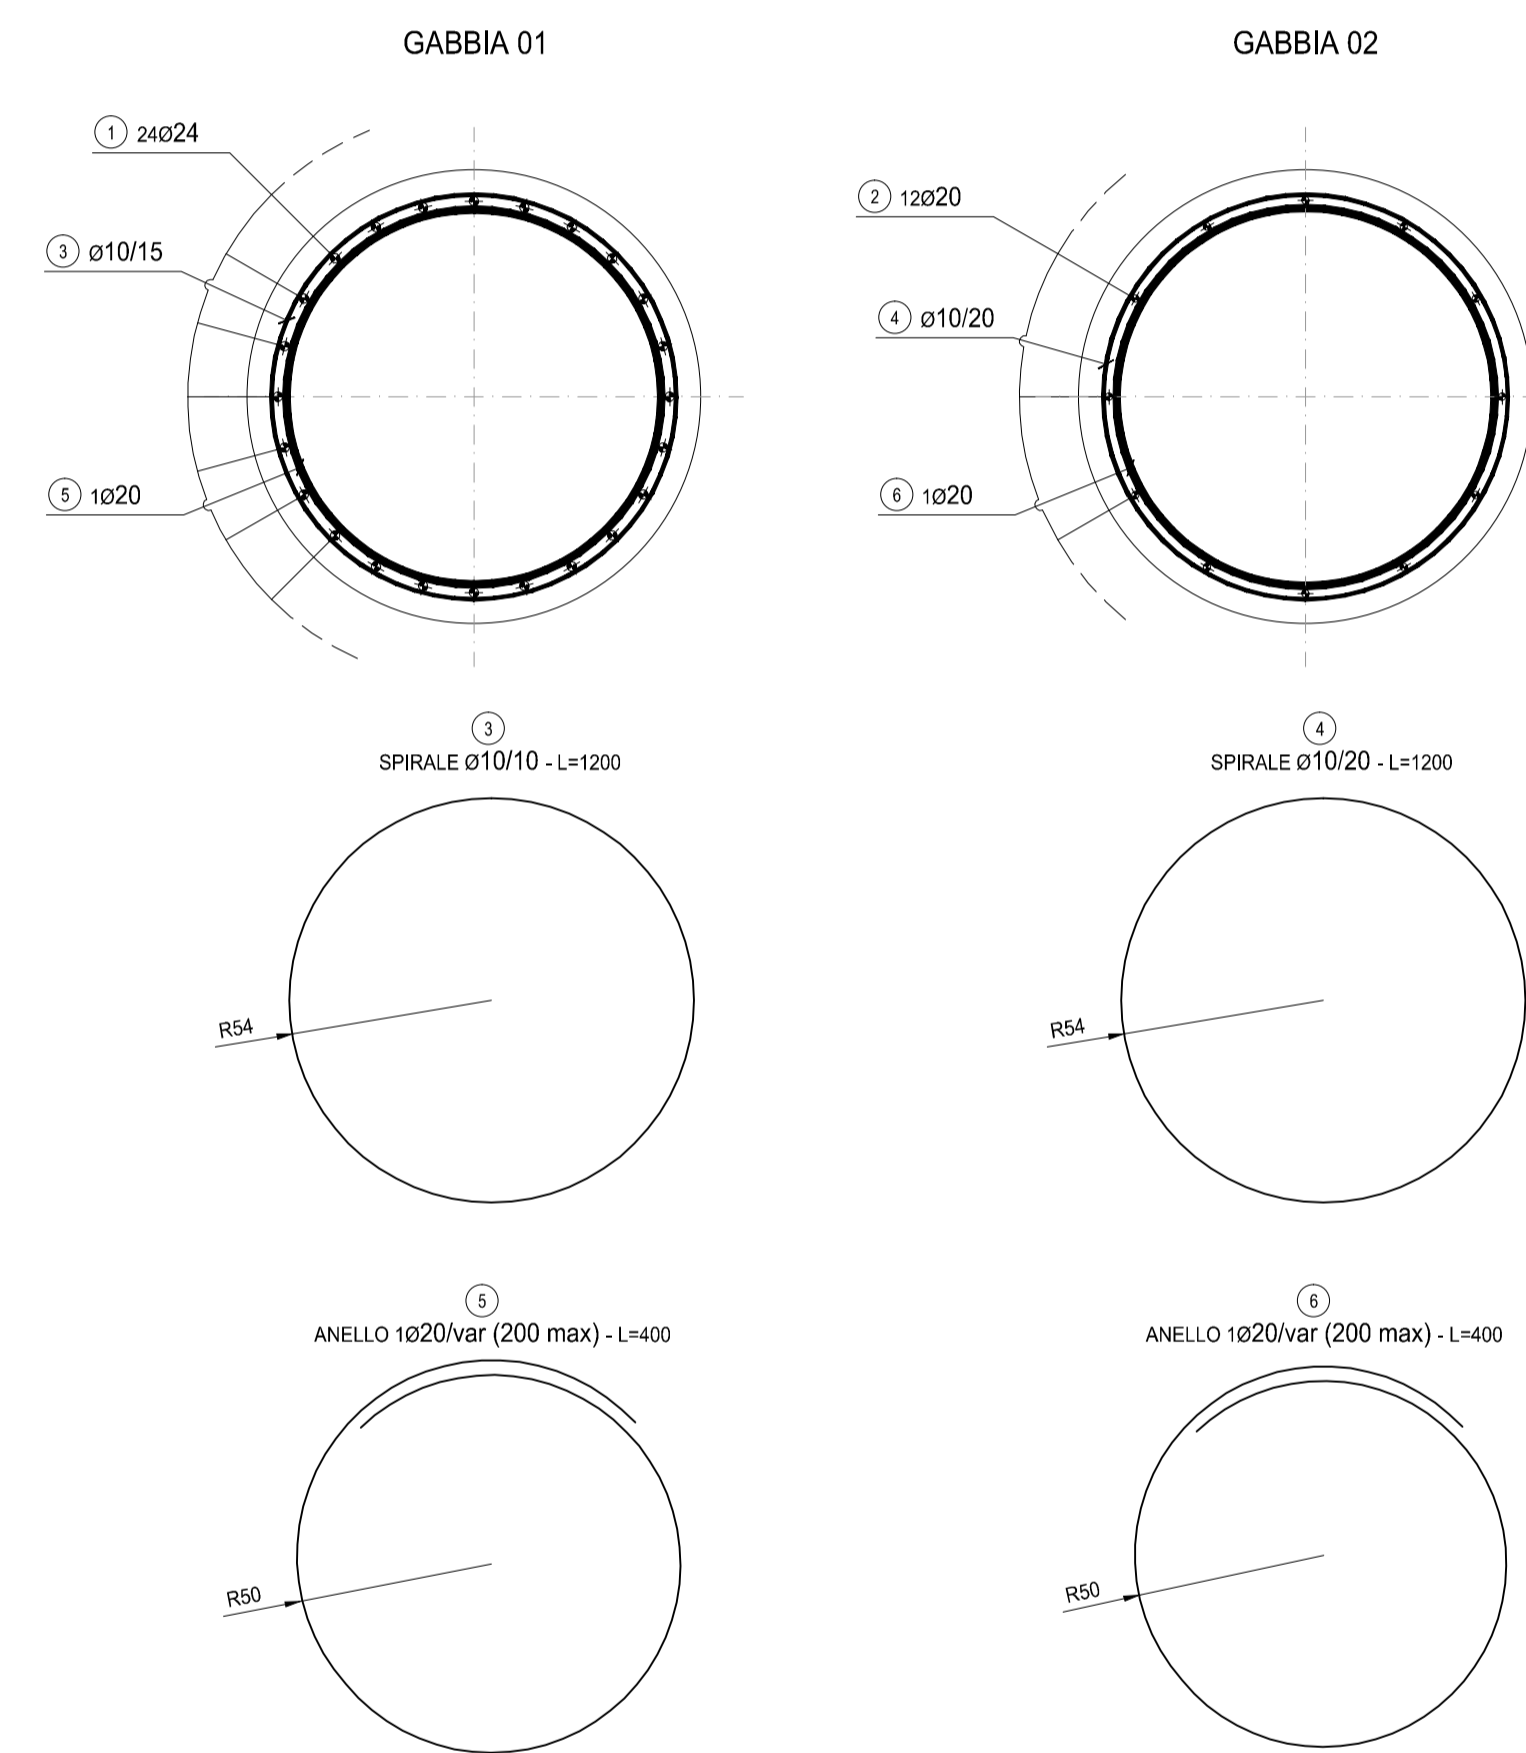 GABBIA 01
1 24Ø24
3 Ø10/15
5 1Ø20
GABBIA 02
2 12Ø20
4 Ø10/20
6 1Ø20
3
SPIRALE Ø10/10 - L=1200
R54
4
SPIRALE Ø10/20 - L=1200
R54
5
ANELLO 1Ø20/var (200 max) - L=400
R50
6
ANELLO 1Ø20/var (200 max) - L=400
R50